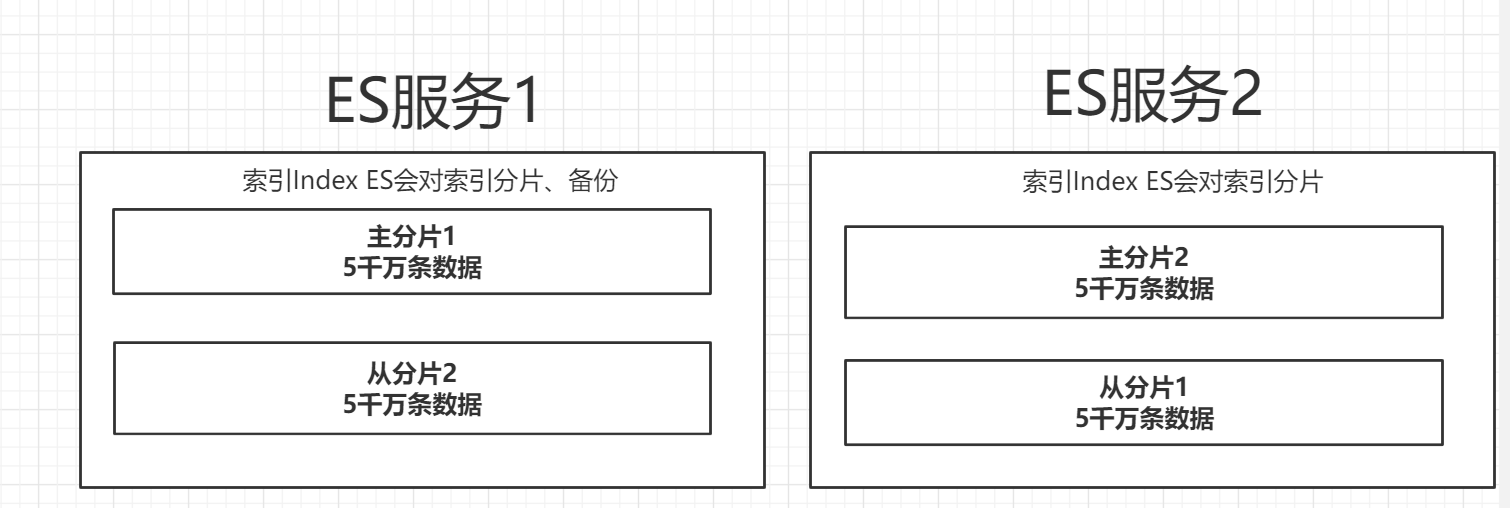 ES服务1
索引Index ES会对索引分片、备份
主分片1
5千万条数据
从分片2
5千万条数据
ES服务2
索引Index ES会对索引分片
主分片2
5千万条数据
从分片1
5千万条数据